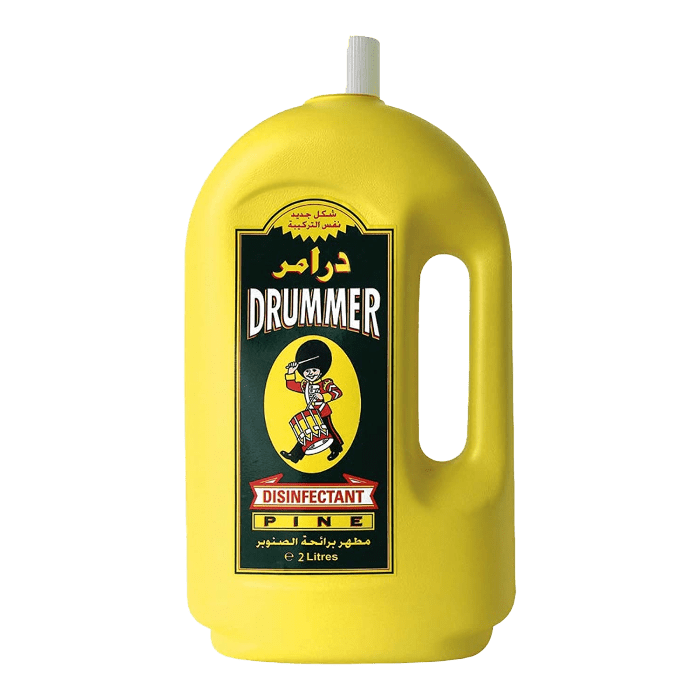 شكل جديد
نفس التركيبة
درامر
DRUMMER
DISINFECTANT
PINE
مطهر برائحة الصنوبر
℮ 2 Litres